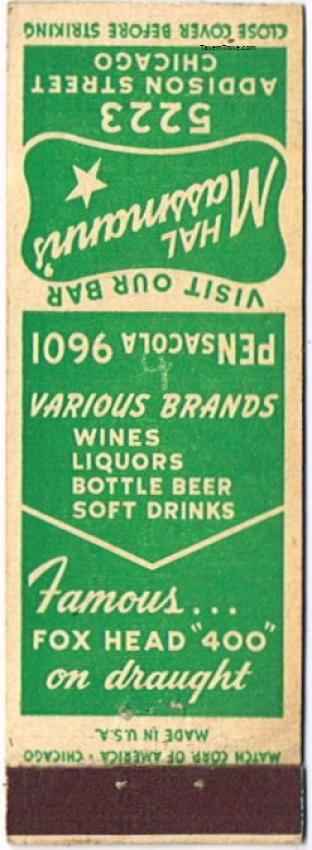 CLOSE COVER BEFORE STRIKING
TavernTrove.com
5223
ADDISON STREET
CHICAGO
VISIT OUR BAR
HAL
Massmann's
PENSACOLA 9601
VARIOUS BRANDS
WINES
LIQUORS
BOTTLE BEER
SOFT DRINKS
Famous...
FOX HEAD "400"
on draught
MATCH CORP. OF AMERICA • CHICAGO
MADE IN U.S.A.